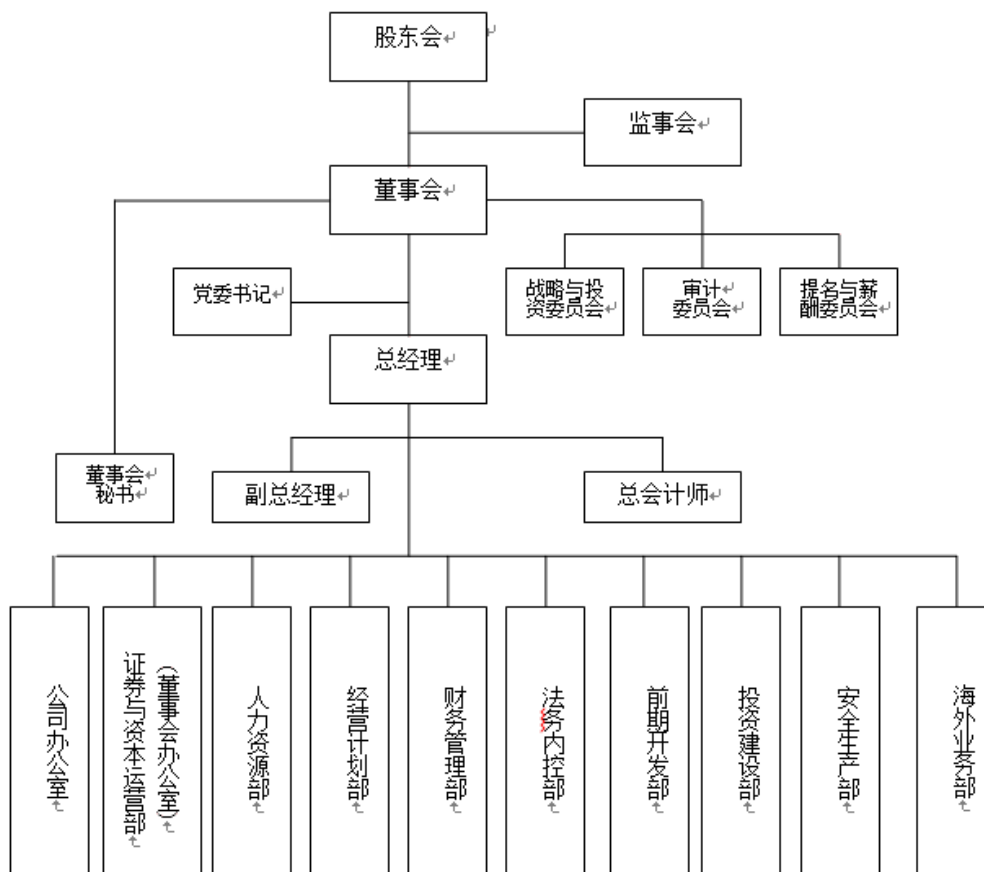 股东会
监事会
董事会
党委书记
战略与投
资委员会
审计
委员会
提名与薪
酬委员会
总经理
董事会
秘书
副总经理
总会计师
公司办公室
(董事会办公室)
证券与资本运营部
人力资源部
经营计划部
财务管理部
法务内控部
前期开发部
投资建设部
安全生产部
海外业务部